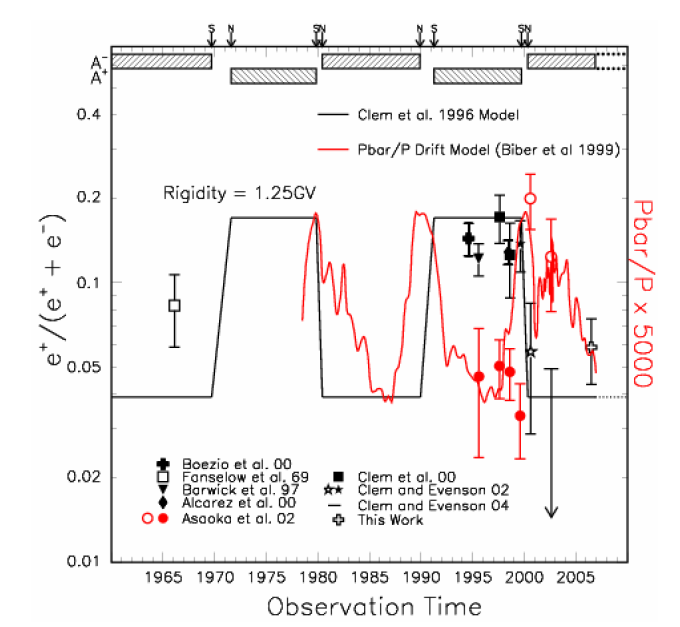 S N S N N S S N
A-
A+
0.4
Clem et al. 1996 Model
Pbar/P Drift Model (Biber et al 1999)
0.2
Rigidity = 1.25GV
e+/(e+ + e-)
0.1
Pbar/P x 5000
0.05
Boezio et al. 00
Fanselow et al. 69
Clem et al. 00
Barwick et al. 97
Clem and Evenson 02
Alcarez et al. 00
Clem and Evenson 04
Asaoka et al. 02
This Work
0.02
0.01
1965 1970 1975 1980 1985 1990 1995 2000 2005
Observation Time